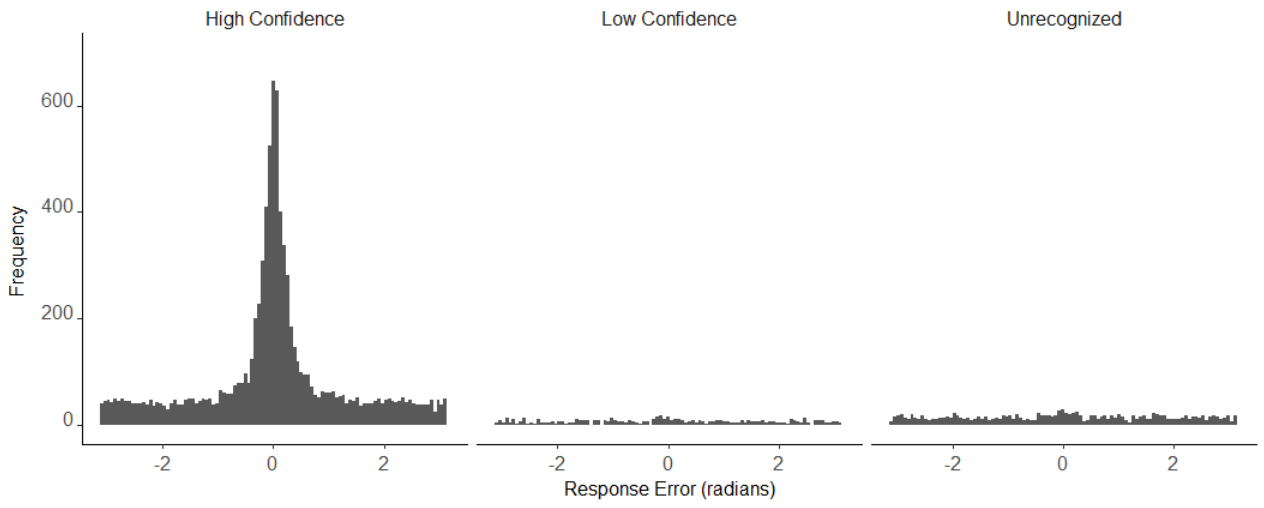 High Confidence
Low Confidence
Unrecognized
Frequency
600
400
200
0
-2 0 2
-2 0 2
-2 0 2
Response Error (radians)